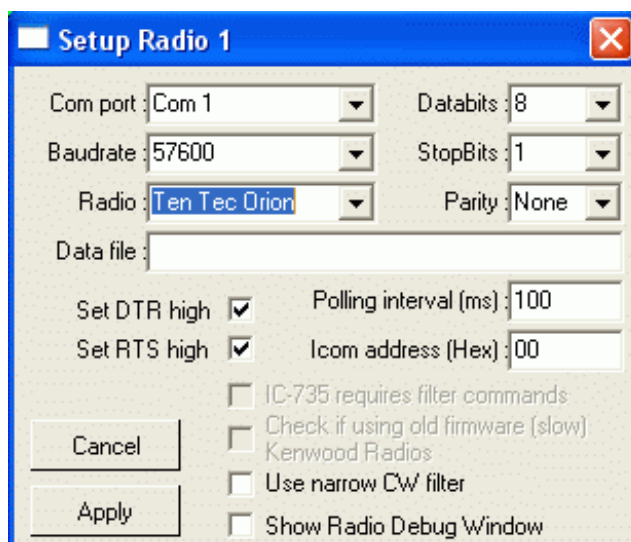 Setup Radio 1
Com port : Com 1 Databits : 8
Baudrate : 57600 StopBits : 1
Radio : Ten Tec Orion Parity : None
Data file :
Set DTR high Polling interval (ms) : 100
Set RTS high Icom address (Hex) : 00
IC-735 requires filter commands
Check if using old firmware (slow)
Kenwood Radios
Cancel
Use narrow CW filter
Apply
Show Radio Debug Window